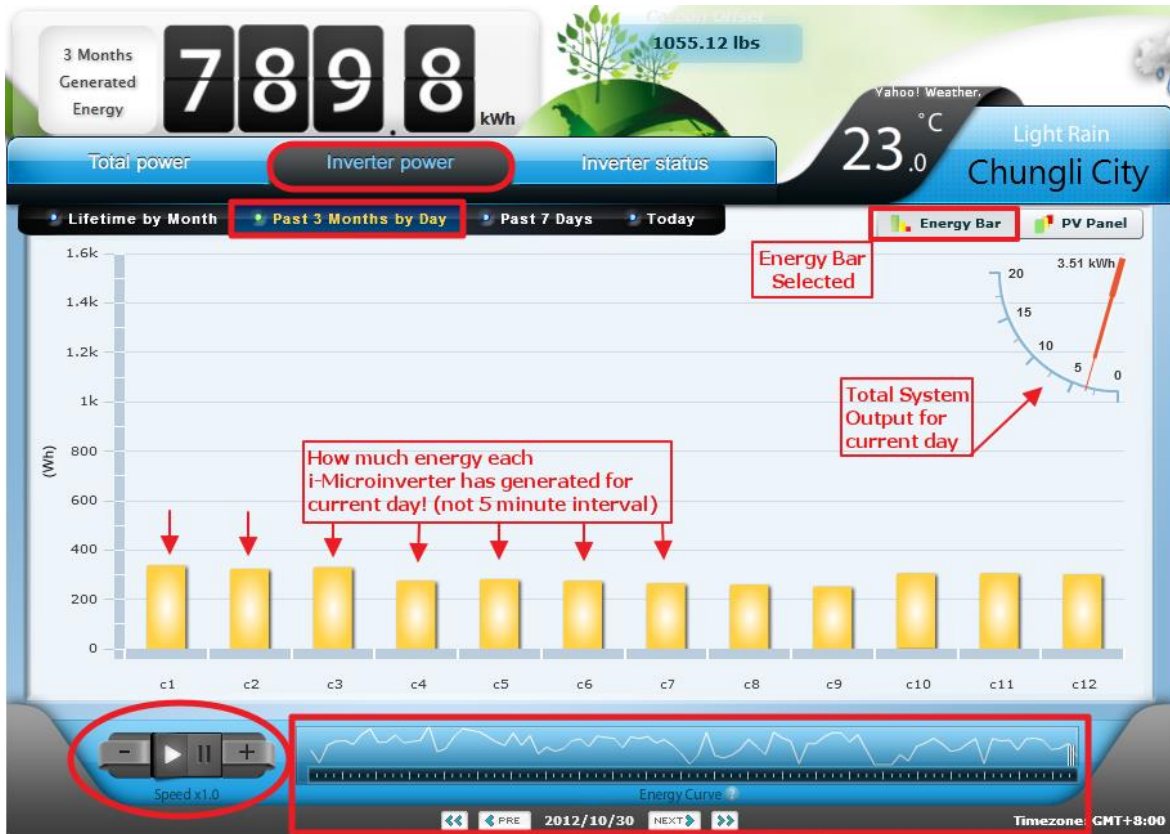 Carbon Offset
1055.12 lbs
3 Months
Generated
Energy
7898.8 kWh
Yahoo! Weather.
23.0 °C
Light Rain
Chungli City
Total power
Inverter power
Inverter status
Lifetime by Month
Past 3 Months by Day
Past 7 Days
Today
Energy Bar
PV Panel
Energy Bar
Selected
3.51 kWh
20
15
10
5
0
Total System
Output for
current day
How much energy each
i-Microinverter has generated for
current day! (not 5 minute interval)
(Wh)
1.6k
1.4k
1.2k
1k
800
600
400
200
0
c1 c2 c3 c4 c5 c6 c7 c8 c9 c10 c11 c12
- +
Speed x1.0
Energy Curve ?
PRE 2012/10/30 NEXT
Timezone: GMT+8:00